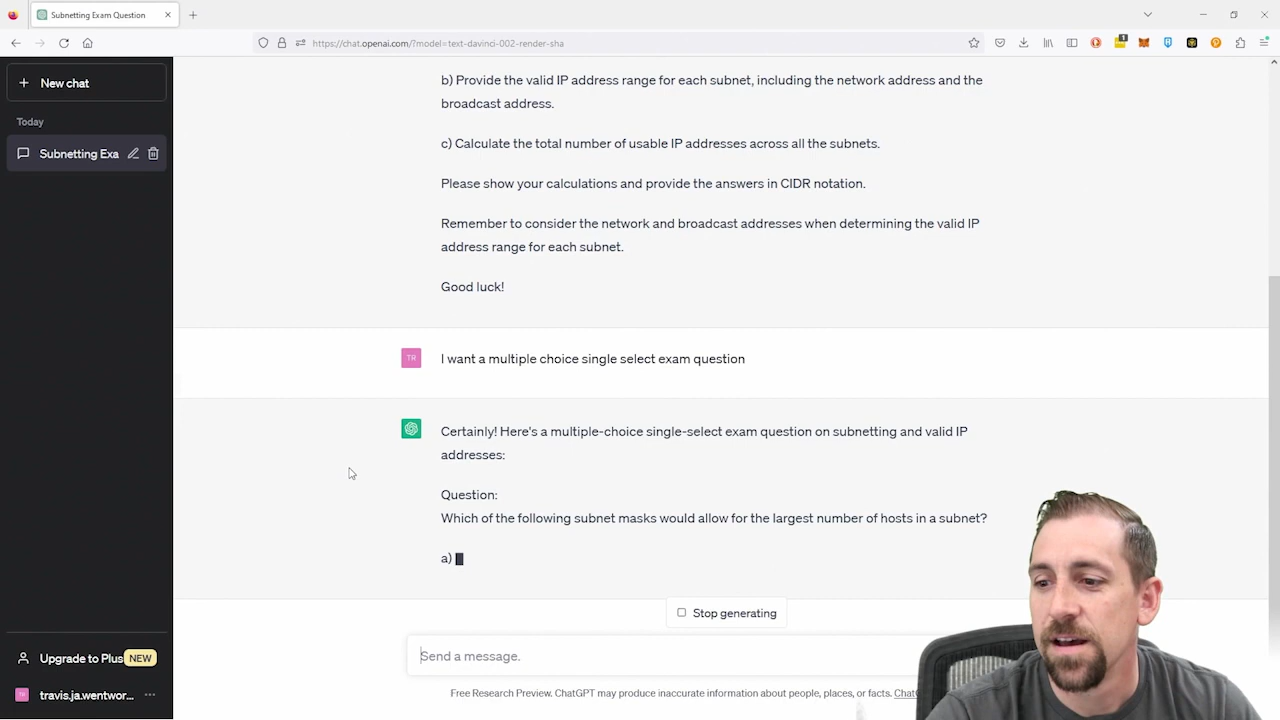 Subnetting Exam Question
https://chat.openai.com/?model=text-davinci-002-render-sha
1
New chat
Today
Subnetting Exa
b) Provide the valid IP address range for each subnet, including the network address and the
broadcast address.
c) Calculate the total number of usable IP addresses across all the subnets.
Please show your calculations and provide the answers in CIDR notation.
Remember to consider the network and broadcast addresses when determining the valid IP
address range for each subnet.
Good luck!
TR
I want a multiple choice single select exam question
Certainly! Here's a multiple-choice single-select exam question on subnetting and valid IP
addresses:
Question:
Which of the following subnet masks would allow for the largest number of hosts in a subnet?
a)
Stop generating
Send a message.
Free Research Preview. ChatGPT may produce inaccurate information about people, places, or facts. Chat
Upgrade to Plus NEW
TR
travis.ja.wentwor...